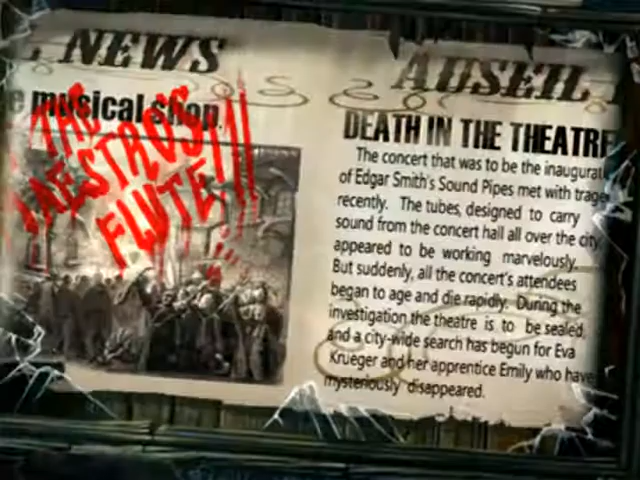 NEWS
AUSEIL
musical shop.
THE
MAESTRO'S
FLUTE!!!
DEATH IN THE THEATRE
The concert that was to be the inaugurat
of Edgar Smith's Sound Pipes met with trage
recently. The tubes, designed to carry
sound from the concert hall all over the city
appeared to be working marvelously.
But suddenly, all the concert's attendees
began to age and die rapidly. During the
investigation the theatre is to be sealed,
and a city-wide search has begun for Eva
Krueger and her apprentice Emily who have
mysteriously disappeared.